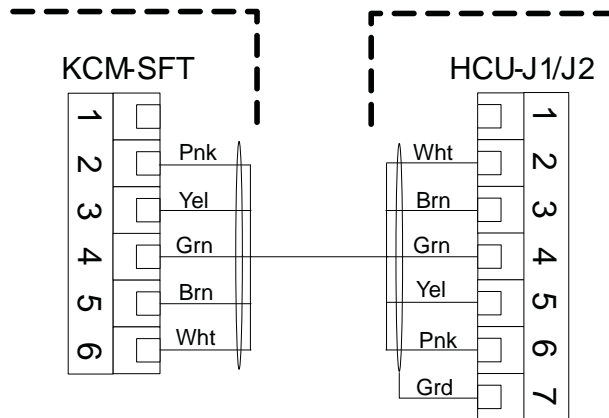 KCM-SFT
1
2
3
4
5
6
Pnk
Yel
Grn
Brn
Wht
HCU-J1/J2
Wht
Brn
Grn
Yel
Pnk
Grd
1
2
3
4
5
6
7